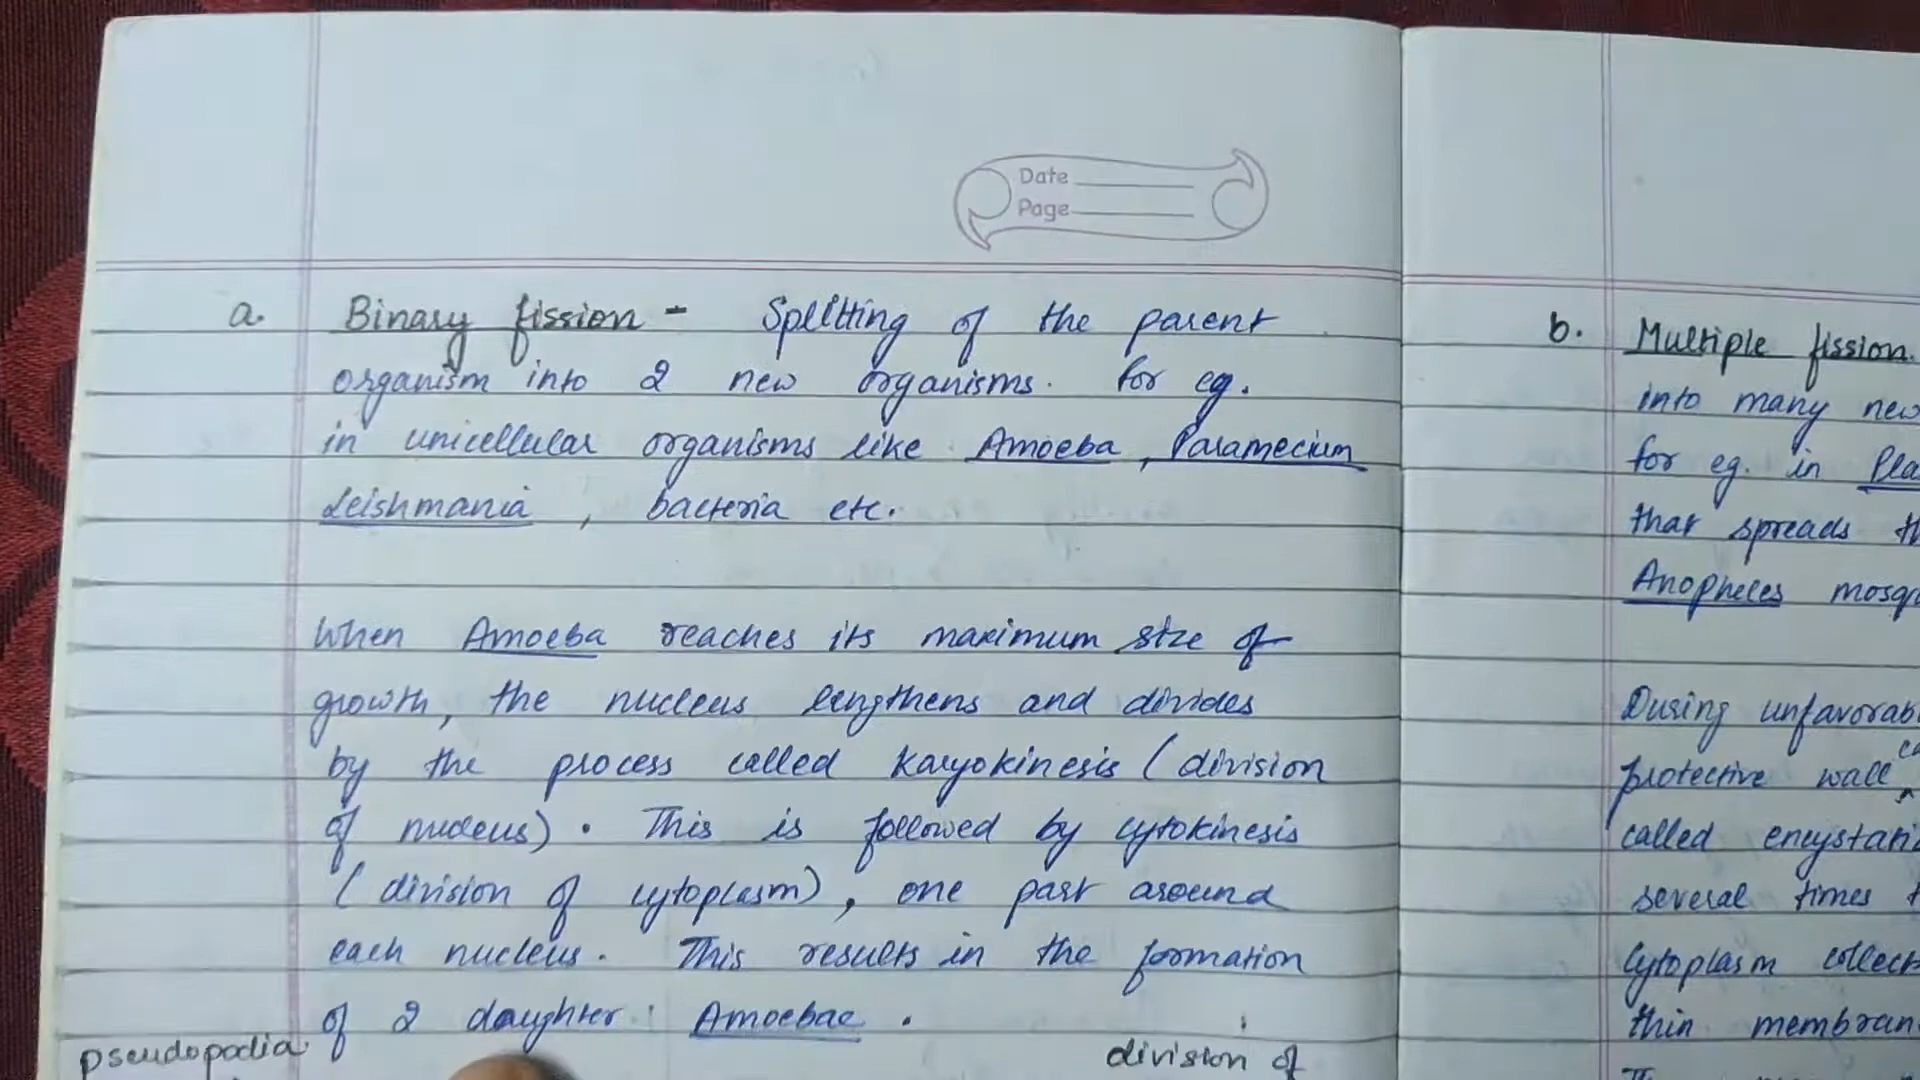 Date
Page
a. Binary fission - Splitting of the parent
organism into 2 new organisms. For eg.
in unicellular organisms like Amoeba, Paramecium
Leishmania, bacteria etc.
When Amoeba reaches its maximum size of
growth, the nucleus lengthens and divides
by the process called karyokinesis (division
of nucleus). This is followed by cytokinesis
(division of cytoplasm), one part around
each nucleus. This results in the formation
of 2 daughter Amoebae.
pseudopodia
division of
b. Multiple fission.
into many new
for eg. in
that spreads
Anopheles
During
protective wall
called
several times
Cytoplasm
thin